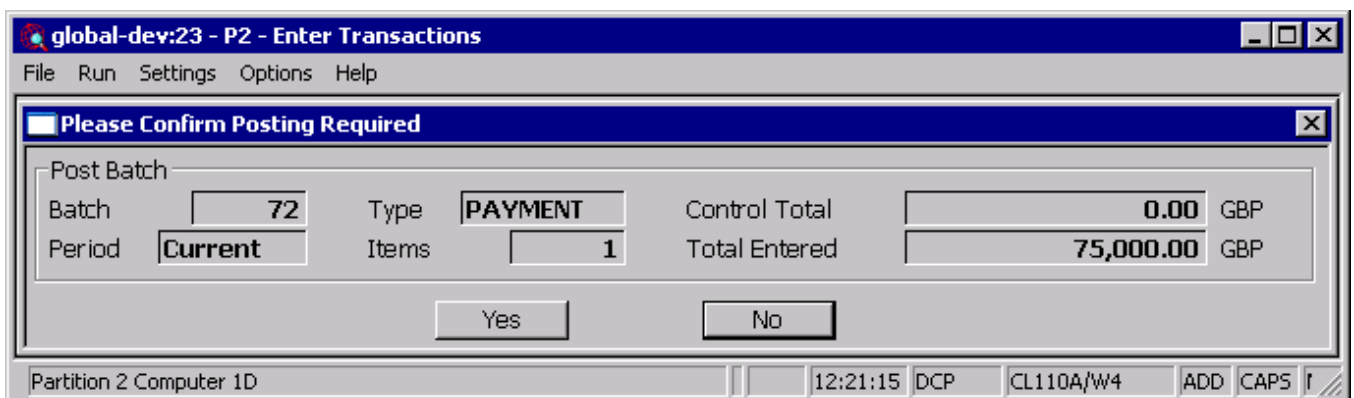 global-dev:23 - P2 - Enter Transactions
File Run Settings Options Help
Please Confirm Posting Required
Post Batch
Batch 72 Type PAYMENT Control Total 0.00 GBP
Period Current Items 1 Total Entered 75,000.00 GBP
Yes No
Partition 2 Computer 1D 12:21:15 DCP CL110A/W4 ADD CAPS